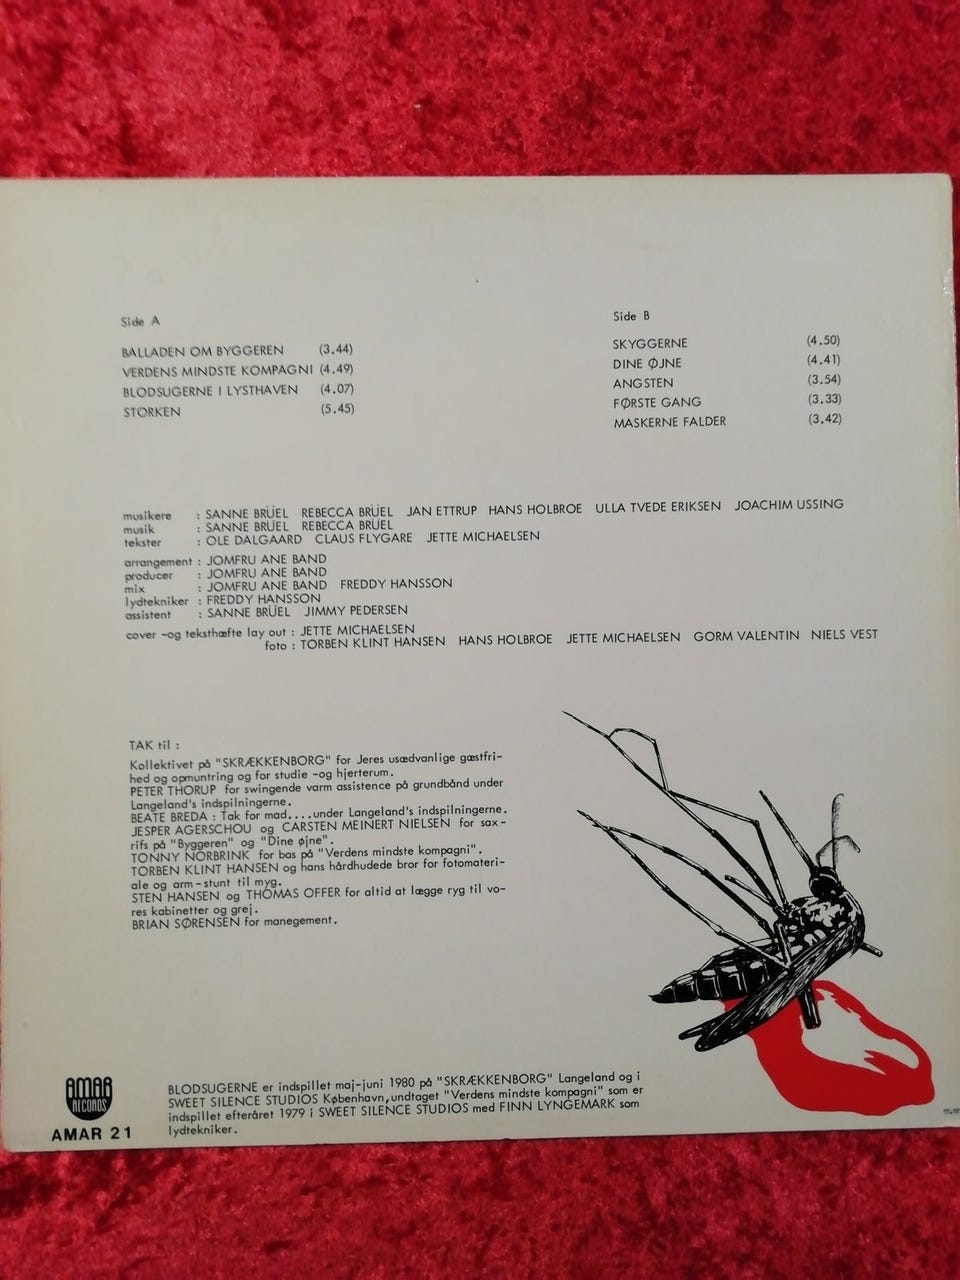 Side A
BALLADEN OM BYGGEREN (3.44)
VERDENS MINDSTE KOMPAGNI (4.49)
BLODSUGERNE I LYSTHAVEN (4.07)
STORKEN (5.45)
Side B
SKYGGERNE (4.50)
DINE ØJNE (4.41)
ANGSTEN (3.54)
FØRSTE GANG (3.33)
MASKERNE FALDER (3.42)
musikere : SANNE BRÜEL REBECCA BRÜEL JAN ETTRUP HANS HOLBROE ULLA TVEDE ERIKSEN JOACHIM USSING
musik : SANNE BRÜEL REBECCA BRÜEL
tekster : OLE DALGAARD CLAUS FLYGARE JETTE MICHAELSEN
arrangement : JOMFRU ANE BAND
producer : JOMFRU ANE BAND
mix : JOMFRU ANE BAND FREDDY HANSSON
lydtekniker : FREDDY HANSSON
assistent : SANNE BRÜEL JIMMY PEDERSEN
cover -og teksthæfte lay out : JETTE MICHAELSEN
foto : TORBEN KLINT HANSEN HANS HOLBROE JETTE MICHAELSEN GORM VALENTIN NIELS VEST
TAK til :
Kollektivet på "SKRÆKKENBORG" for Jeres usædvanlige gæstfri-
hed og opmuntring og for studie -og hjerterum.
PETER THORUP for swingende varm assistence på grundbånd under
Langeland's indspilningerne.
BEATE BREDA : Tak for mad....under Langeland's indspilningerne.
JESPER AGERSCHOU og CARSTEN MEINERT NIELSEN for sax-
rifs på "Byggeren" og "Dine øjne".
TONNY NORBRINK for bas på "Verdens mindste kompagni".
TORBEN KLINT HANSEN og hans hårdhudede bror for fotomateri-
ale og arm-stunt til myg.
STEN HANSEN og THOMAS OFFER for altid at lægge ryg til vo-
res kabinetter og grej.
BRIAN SØRENSEN for manegement.
AMAR
RECORDS
AMAR 21
BLODSUGERNE er indspillet maj-juni 1980 på "SKRÆKKENBORG" Langeland og i
SWEET SILENCE STUDIOS København,undtaget "Verdens mindste kompagni" som er
indspillet efteråret 1979 i SWEET SILENCE STUDIOS med FINN LYNGEMARK som
lydtekniker.